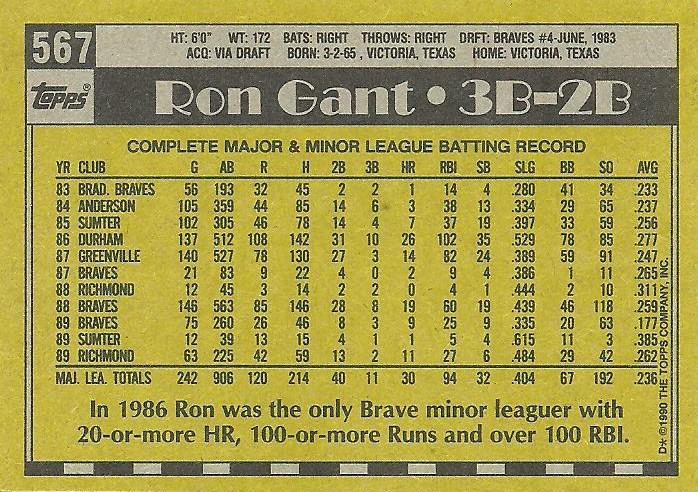 567
HT: 6'0" WT: 172 BATS: RIGHT THROWS: RIGHT DRFT: BRAVES #4-JUNE, 1983
ACQ: VIA DRAFT BORN: 3-2-65 , VICTORIA, TEXAS HOME: VICTORIA, TEXAS
TOPPS®
Ron Gant • 3B-2B
COMPLETE MAJOR & MINOR LEAGUE BATTING RECORD
YR CLUB G AB R H 2B 3B HR RBI SB SLG BB SO AVG
83 BRAD. BRAVES 56 193 32 45 2 2 1 14 4 .280 41 34 .233
84 ANDERSON 105 359 44 85 14 6 3 38 13 .334 29 65 .237
85 SUMTER 102 305 46 78 14 4 7 37 19 .397 33 59 .256
86 DURHAM 137 512 108 142 31 10 26 102 35 .529 78 85 .277
87 GREENVILLE 140 527 78 130 27 3 14 82 24 .389 59 91 .247
87 BRAVES 21 83 9 22 4 0 2 9 4 .386 1 11 .265
88 RICHMOND 12 45 3 14 2 2 0 4 1 .444 2 10 .311
88 BRAVES 146 563 85 146 28 8 19 60 19 .439 46 118 .259
89 BRAVES 75 260 26 46 8 3 9 25 9 .335 20 63 .177
89 SUMTER 12 39 13 15 4 1 1 5 4 .615 11 3 .385
89 RICHMOND 63 225 42 59 13 2 11 27 6 .484 29 42 .262
MAJ. LEA. TOTALS 242 906 120 214 40 11 30 94 32 .404 67 192 .236
In 1986 Ron was the only Brave minor leaguer with
20-or-more HR, 100-or-more Runs and over 100 RBI.
D* ©1990 THE TOPPS COMPANY, INC.